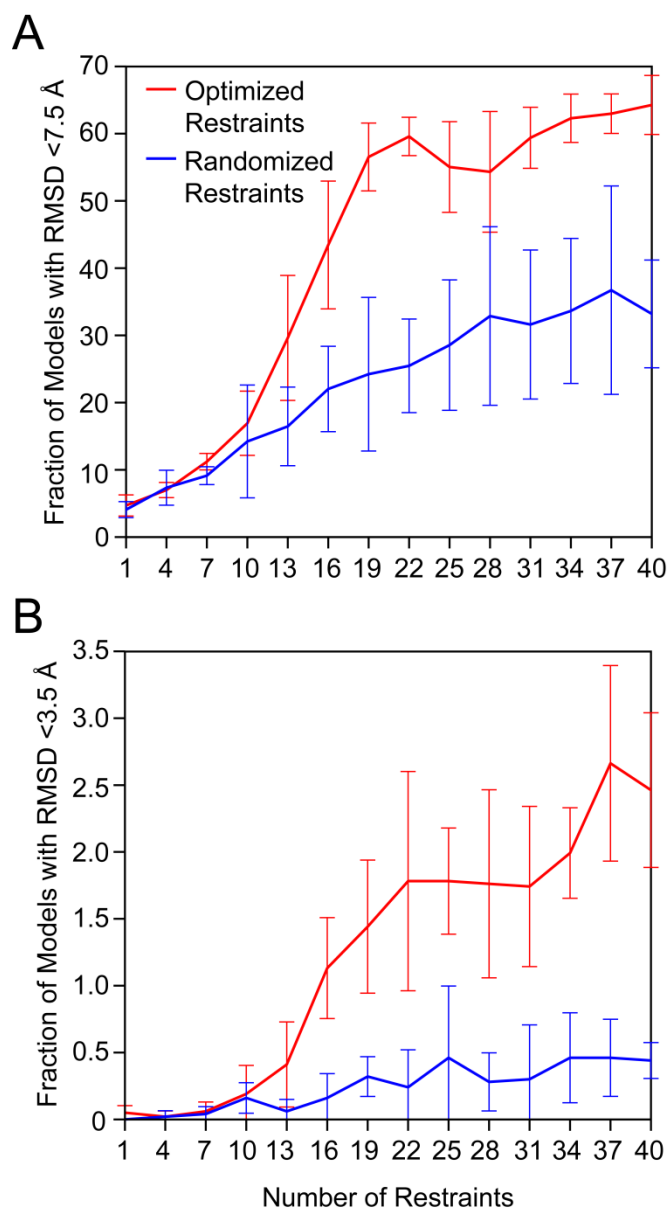 A
Fraction of Models with RMSD <7.5 Å
70
60
50
40
30
20
10
0
Optimized
Restraints
Randomized
Restraints
1 4 7 10 13 16 19 22 25 28 31 34 37 40
B
Fraction of Models with RMSD <3.5 Å
3.5
3.0
2.5
2.0
1.5
1.0
0.5
0
1 4 7 10 13 16 19 22 25 28 31 34 37 40
Number of Restraints